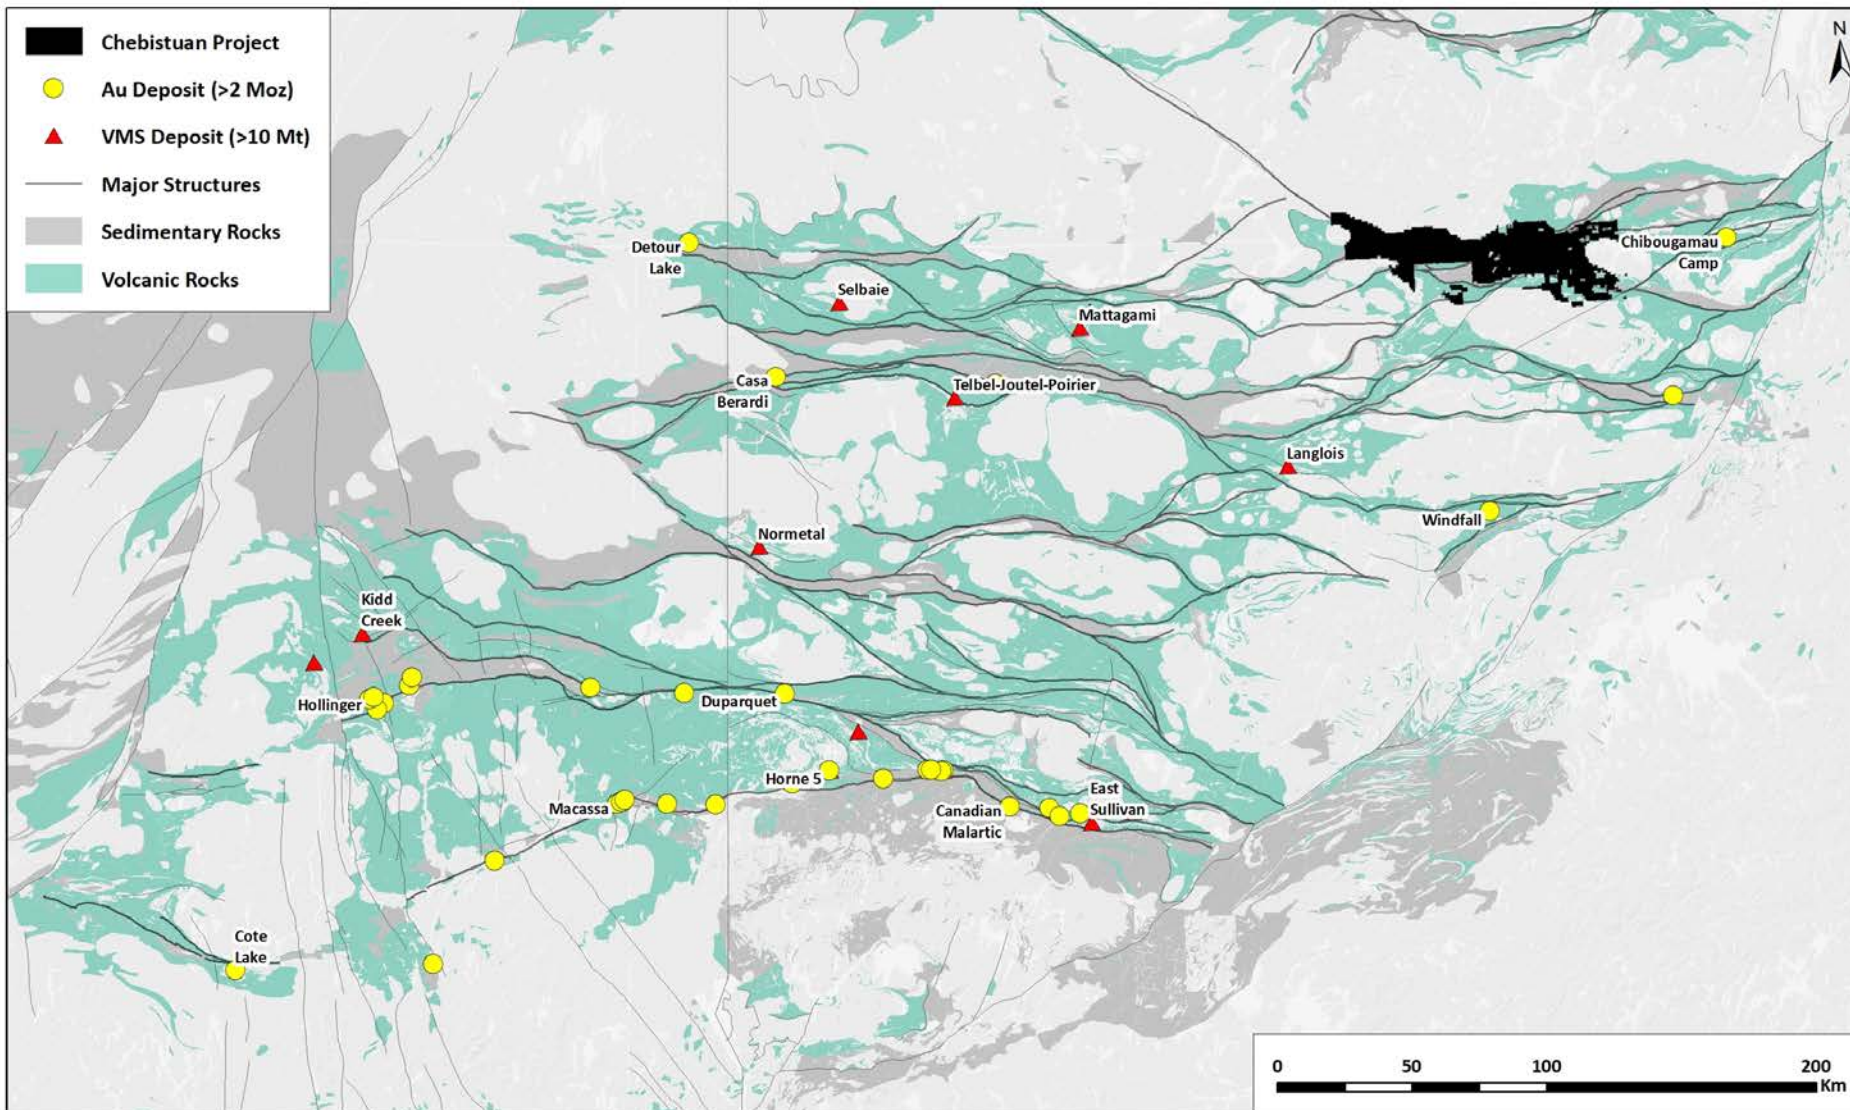 Chebistuan Project
Au Deposit (>2 Moz)
VMS Deposit (>10 Mt)
Major Structures
Sedimentary Rocks
Volcanic Rocks
N
Detour
Lake
Selbaie
Mattagami
Chibougamau
Camp
Casa
Berardi
Telbel-Joutel-Poirier
Langlois
Windfall
Normetal
Kidd
Creek
Hollinger
Duparquet
Horne 5
Macassa
Canadian
Malartic
East
Sullivan
Cote
Lake
0 50 100 200
Km